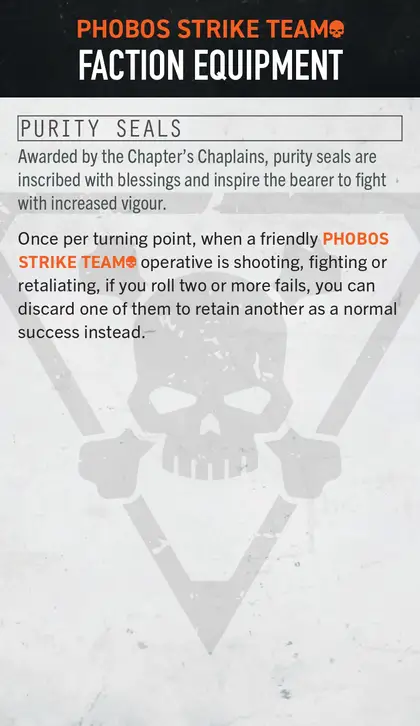 PHOBOS STRIKE TEAM
FACTION EQUIPMENT
PURITY SEALS
Awarded by the Chapter's Chaplains, purity seals are
inscribed with blessings and inspire the bearer to fight
with increased vigour.
Once per turning point, when a friendly PHOBOS
STRIKE TEAM operative is shooting, fighting or
retaliating, if you roll two or more fails, you can
discard one of them to retain another as a normal
success instead.